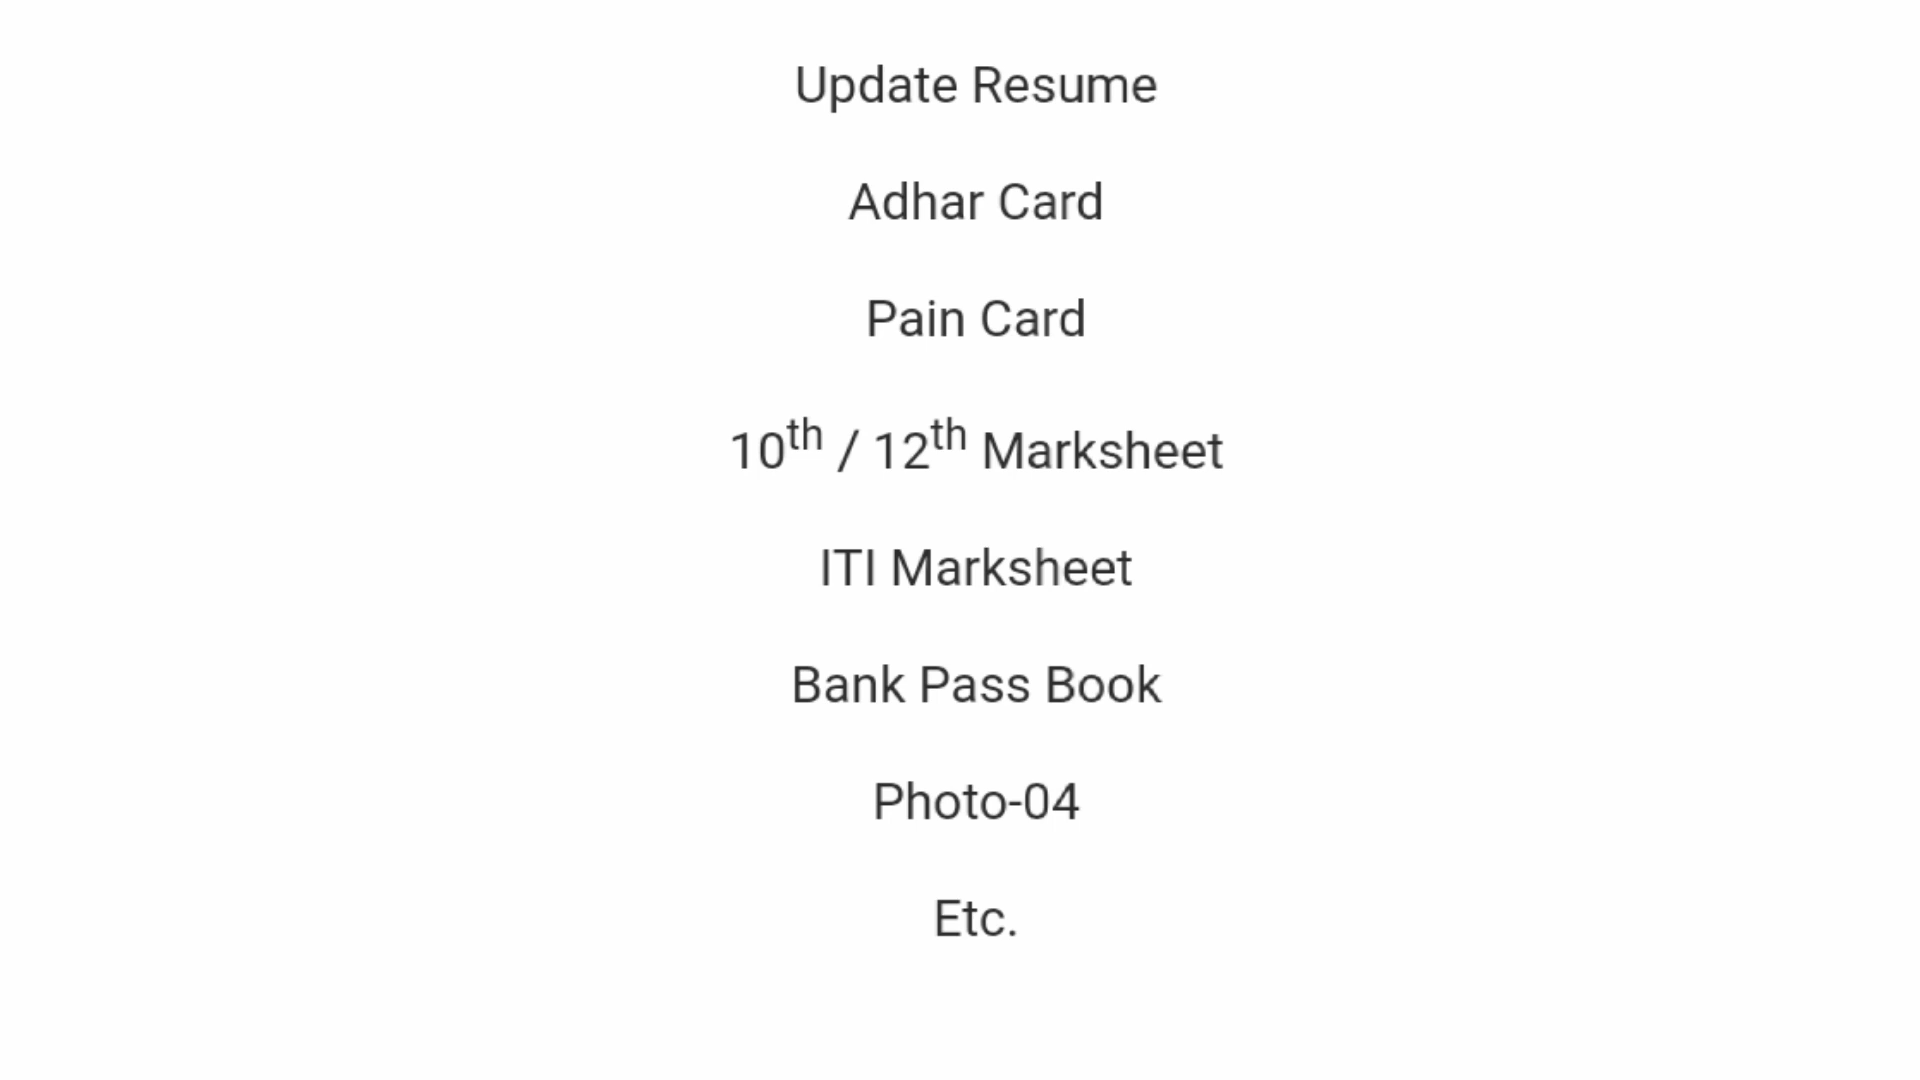 Update Resume
Adhar Card
Pain Card
10th / 12th Marksheet
ITI Marksheet
Bank Pass Book
Photo-04
Etc.